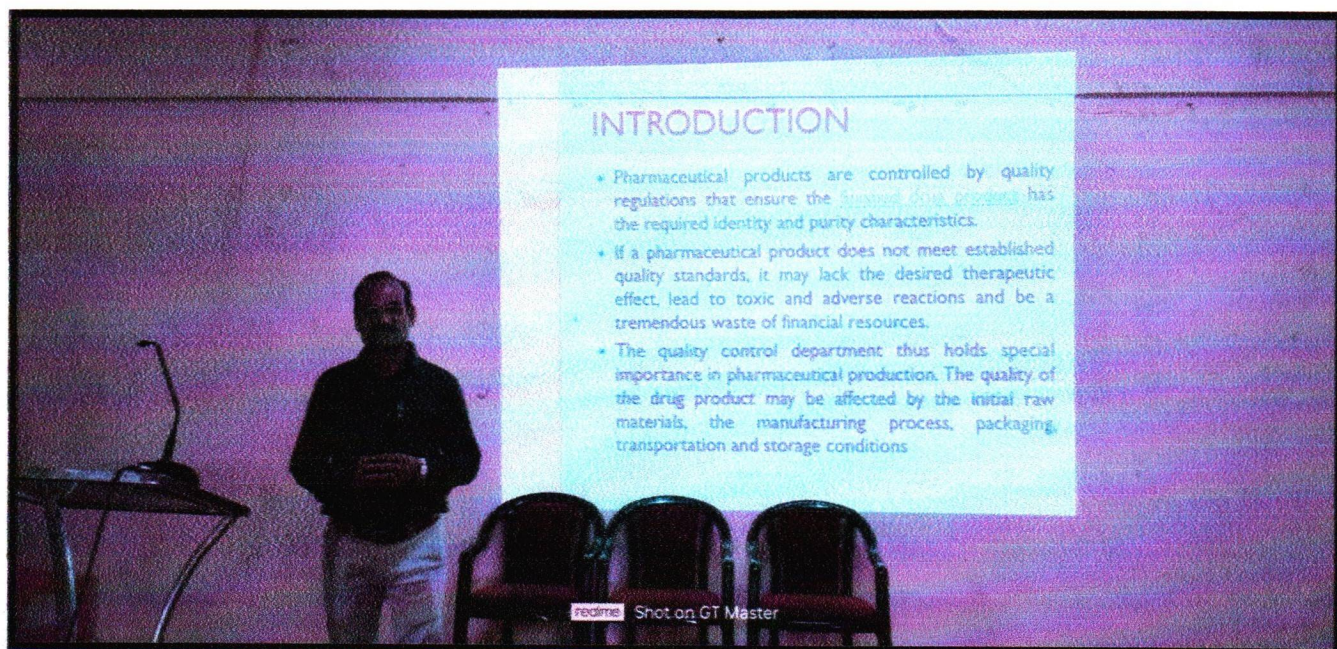 INTRODUCTION
• Pharmaceutical products are controlled by quality
regulations that ensure the finished drug product has
the required identity and purity characteristics.
• If a pharmaceutical product does not meet established
quality standards, it may lack the desired therapeutic
effect, lead to toxic and adverse reactions and be a
tremendous waste of financial resources.
• The quality control department thus holds special
importance in pharmaceutical production. The quality of
the drug product may be affected by the initial raw
materials, the manufacturing process, packaging,
transportation and storage conditions
realme Shot on GT Master